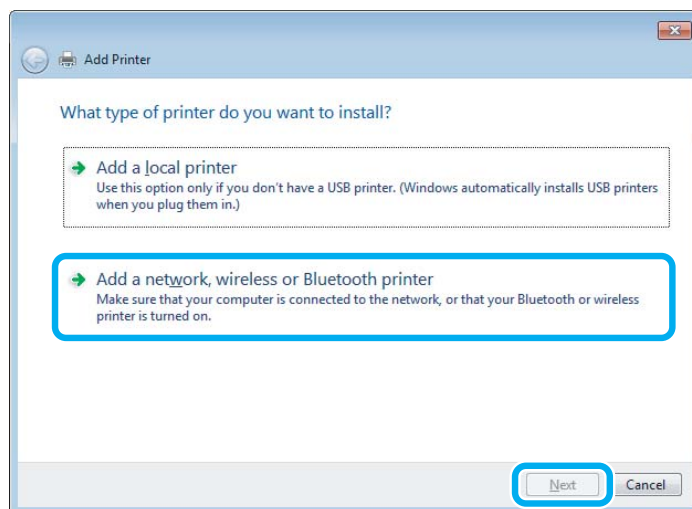 Add Printer
What type of printer do you want to install?
Add a local printer
Use this option only if you don't have a USB printer. (Windows automatically installs USB printers
when you plug them in.)
Add a network, wireless or Bluetooth printer
Make sure that your computer is connected to the network, or that your Bluetooth or wireless
printer is turned on.
Next
Cancel